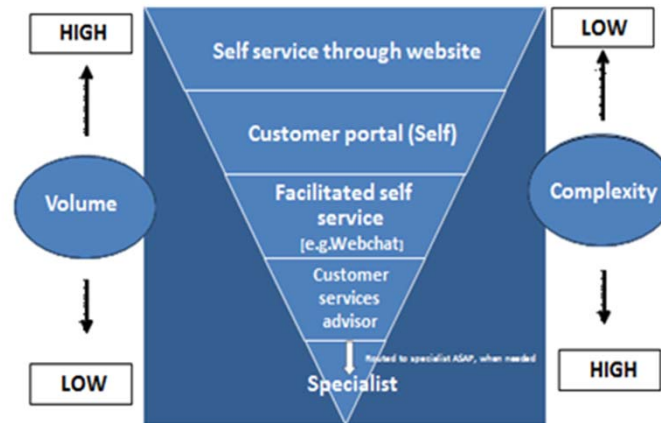 HIGH
LOW
Self service through website
Customer portal (Self)
Volume
Facilitated self
service
[e.g.Webchat]
Complexity
Customer
services
advisor
Routed to specialist ASAP, when needed
Specialist
LOW
HIGH